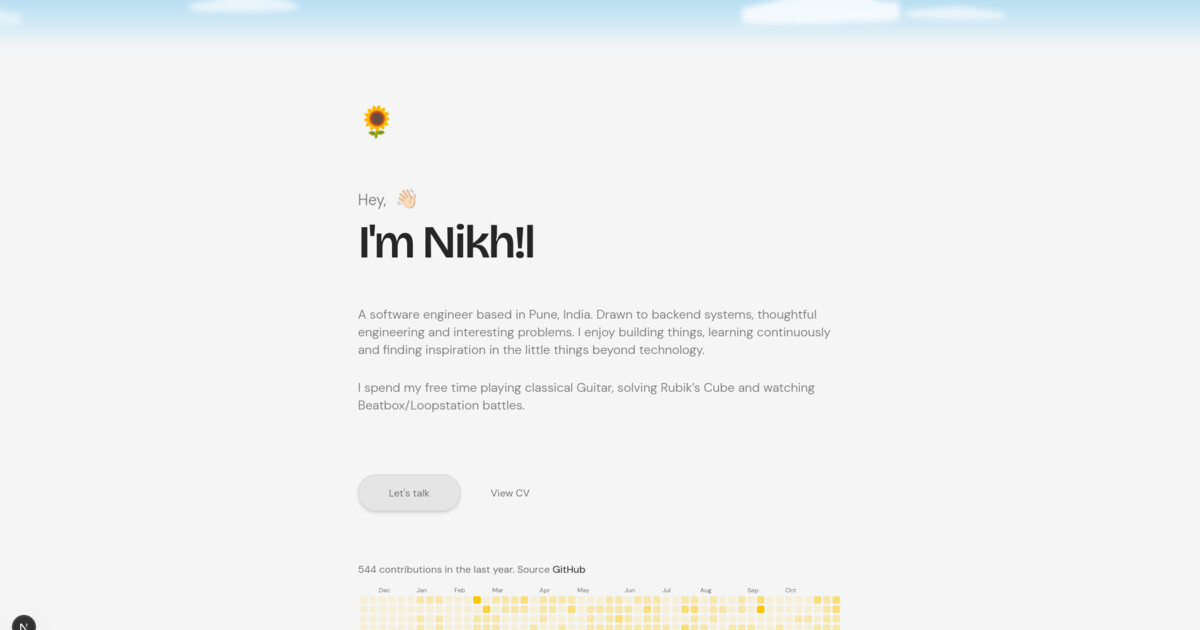 Hey,
I'm Nikh!l
A software engineer based in Pune, India. Drawn to backend systems, thoughtful
engineering and interesting problems. I enjoy building things, learning continuously
and finding inspiration in the little things beyond technology.
I spend my free time playing classical Guitar, solving Rubik’s Cube and watching
Beatbox/Loopstation battles.
Let's talk
View CV
544 contributions in the last year. Source GitHub
Dec Jan Feb Mar Apr May Jun Jul Aug Sep Oct
N